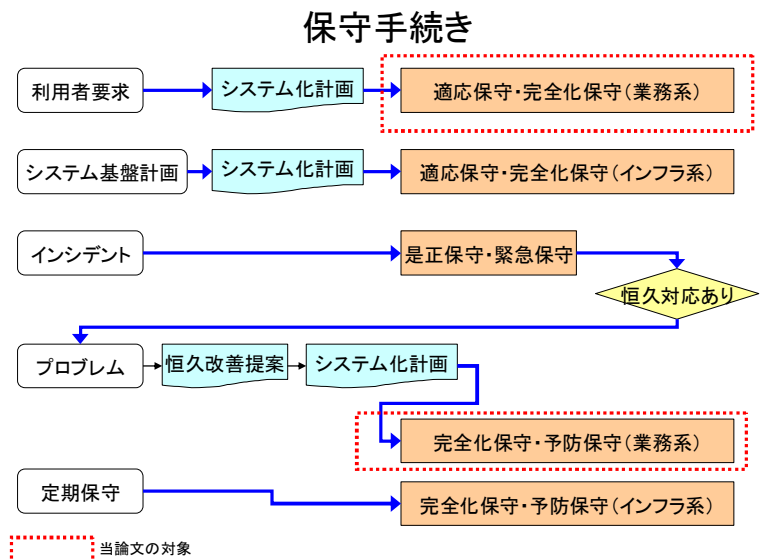 保守手続き
利用者要求
システム化計画
適応保守・完全化保守(業務系)
システム基盤計画
システム化計画
適応保守・完全化保守(インフラ系)
インシデント
是正保守・緊急保守
恒久対応あり
プロブレム
恒久改善提案
システム化計画
完全化保守・予防保守(業務系)
定期保守
完全化保守・予防保守(インフラ系)
当論文の対象